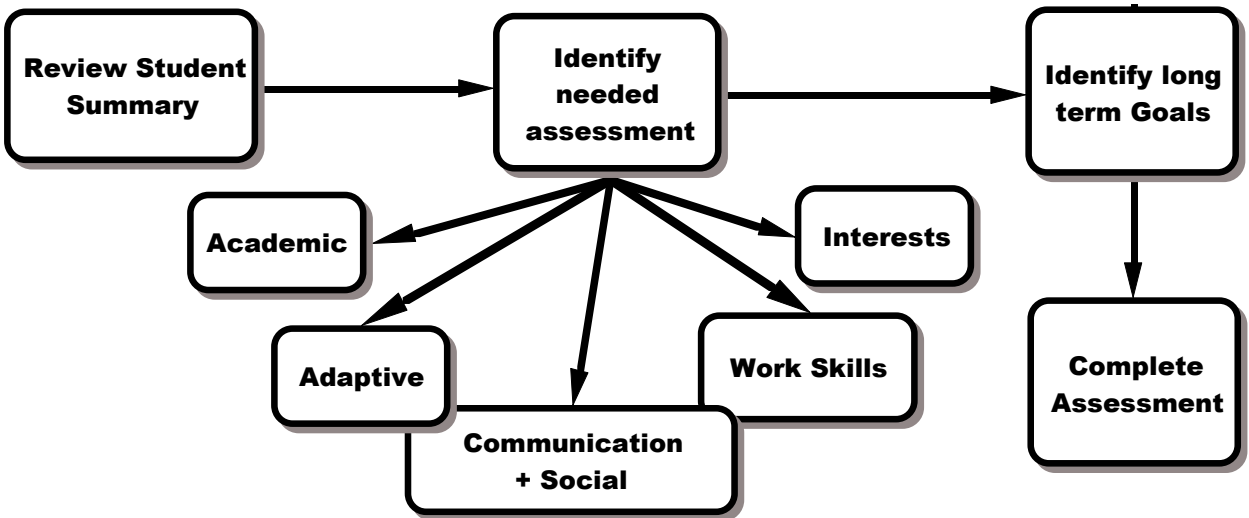 Review Student
Summary
Identify
needed
assessment
Identify long
term Goals
Academic
Interests
Adaptive
Work Skills
Communication
+ Social
Complete
Assessment